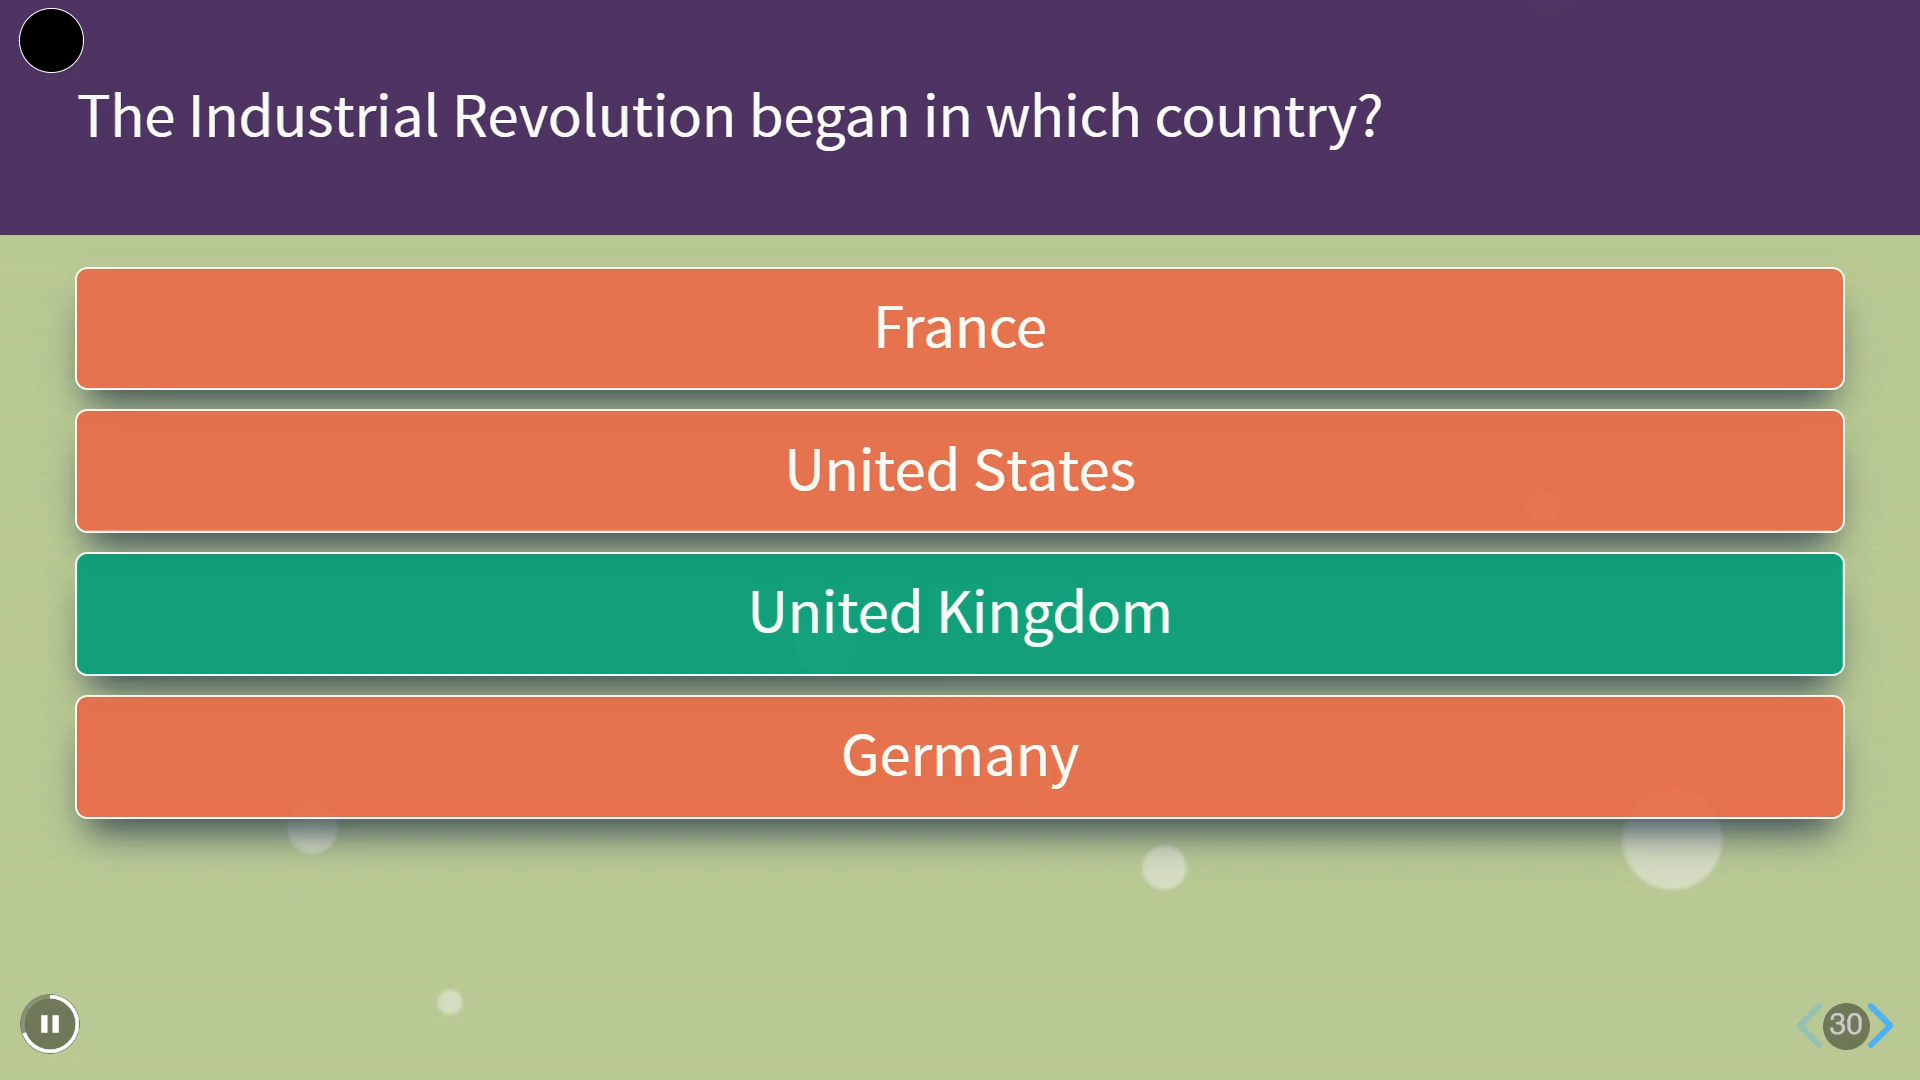 The Industrial Revolution began in which country?
France
United States
United Kingdom
Germany
30